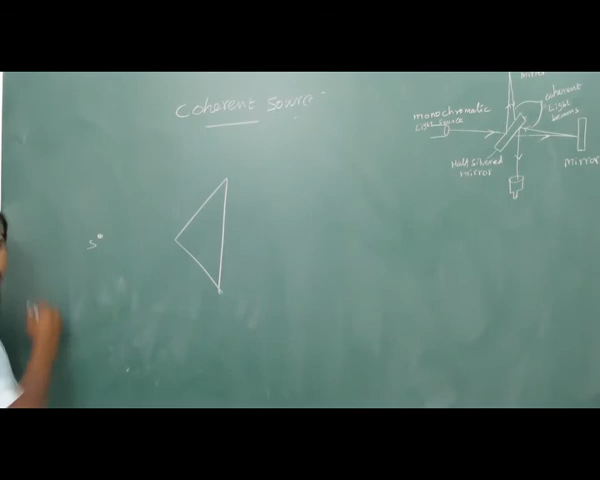 Coherent Source
Mirror
coherent
light
beams
monochromatic
Light source
Half silvered
mirror
Mirror
S